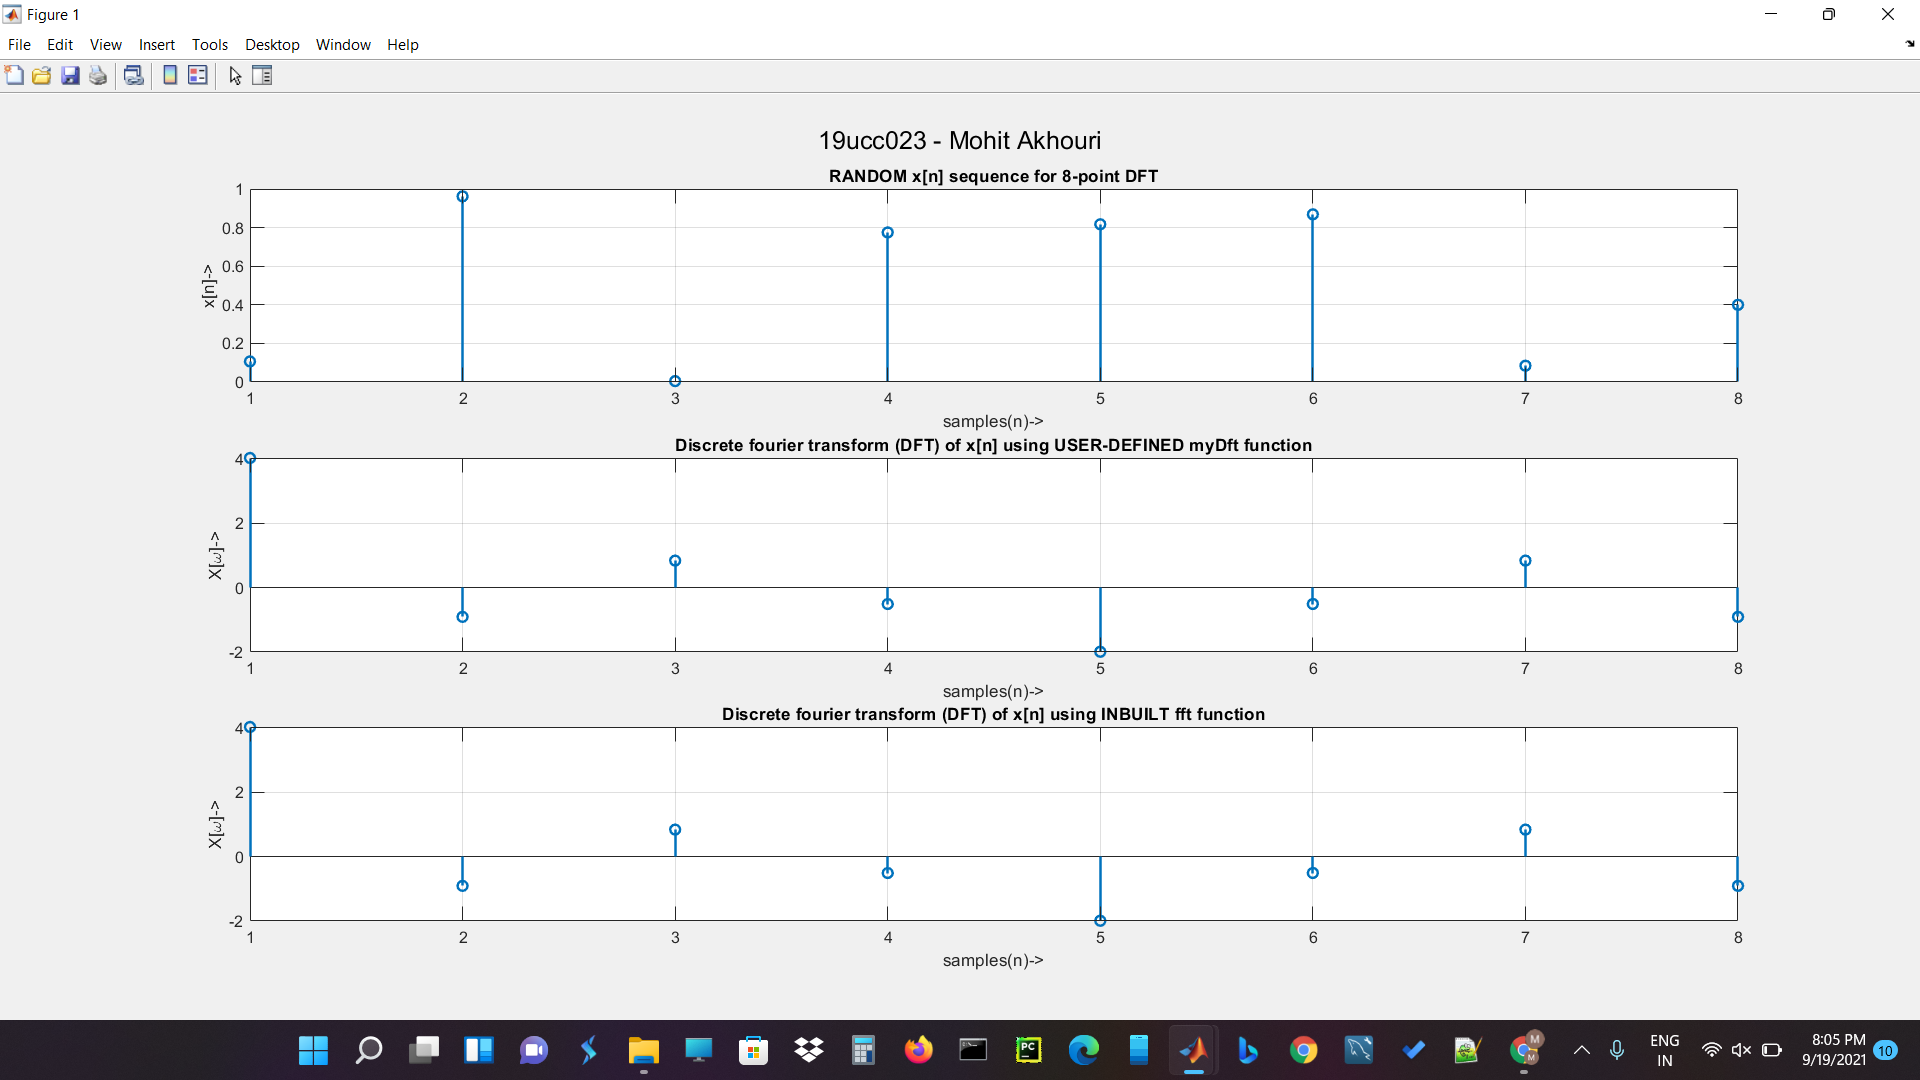 Figure 1
File Edit View Insert Tools Desktop Window Help
19ucc023 - Mohit Akhouri
RANDOM x[n] sequence for 8-point DFT
1
0.8
0.6
0.4
0.2
0
x[n]->
1 2 3 4 5 6 7 8
samples(n)->
Discrete fourier transform (DFT) of x[n] using USER-DEFINED myDft function
4
2
0
-2
X[ω]->
1 2 3 4 5 6 7 8
samples(n)->
Discrete fourier transform (DFT) of x[n] using INBUILT fft function
4
2
0
-2
X[ω]->
1 2 3 4 5 6 7 8
samples(n)->
PC
M
M
ENG
IN
8:05 PM
9/19/2021
10